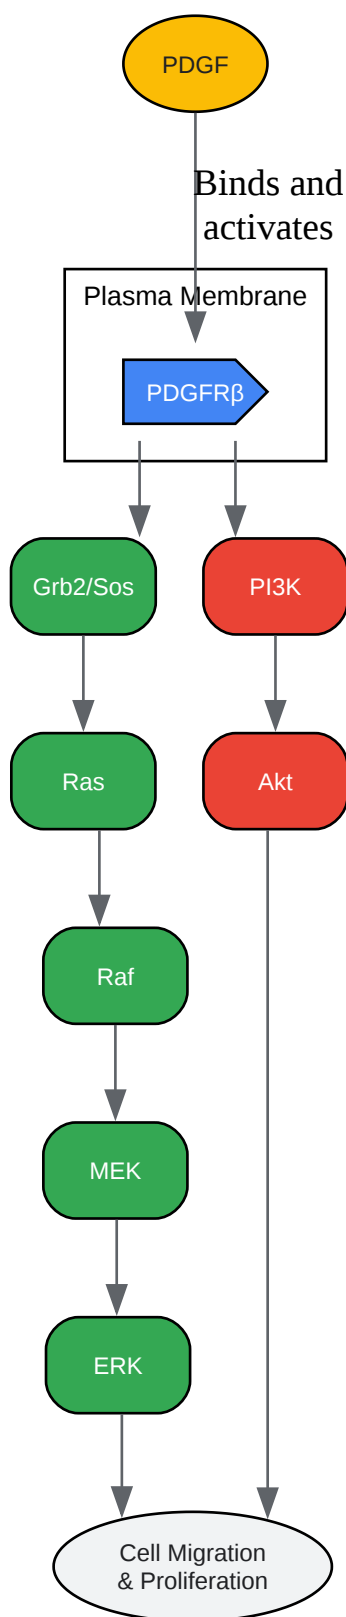 PDGF
Binds and
activates
Plasma Membrane
PDGFRβ
Grb2/Sos
PI3K
Ras
Akt
Raf
MEK
ERK
Cell Migration
& Proliferation